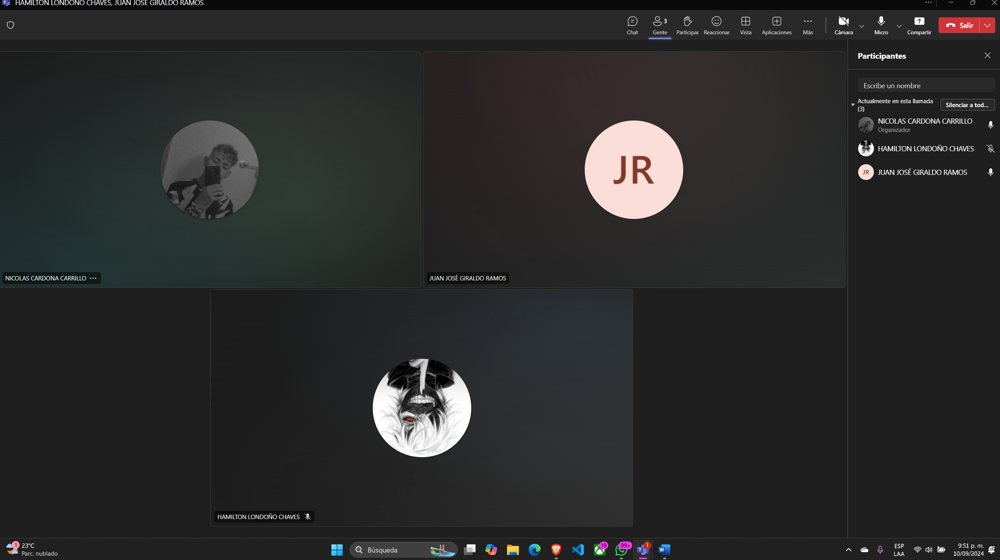 HAMILTON LONDOÑO CHAVES, JUAN JOSÉ GIRALDO RAMOS
Chat
Gente
3
Participar
Reaccionar
Vista
Aplicaciones
Más
Cámara
Micro
Compartir
Salir
NICOLAS CARDONA CARRILLO
JR
JUAN JOSÉ GIRALDO RAMOS
HAMILTON LONDOÑO CHAVES
Participantes
Escribe un nombre
Actualmente en esta llamada
(3)
Silenciar a tod...
NICOLAS CARDONA CARRILLO
Organizador
HAMILTON LONDOÑO CHAVES
JR
JUAN JOSÉ GIRALDO RAMOS
1
23°C
Parc. nublado
Búsqueda
19
99+
1
ESP
LAA
9:51 p. m.
10/09/2024